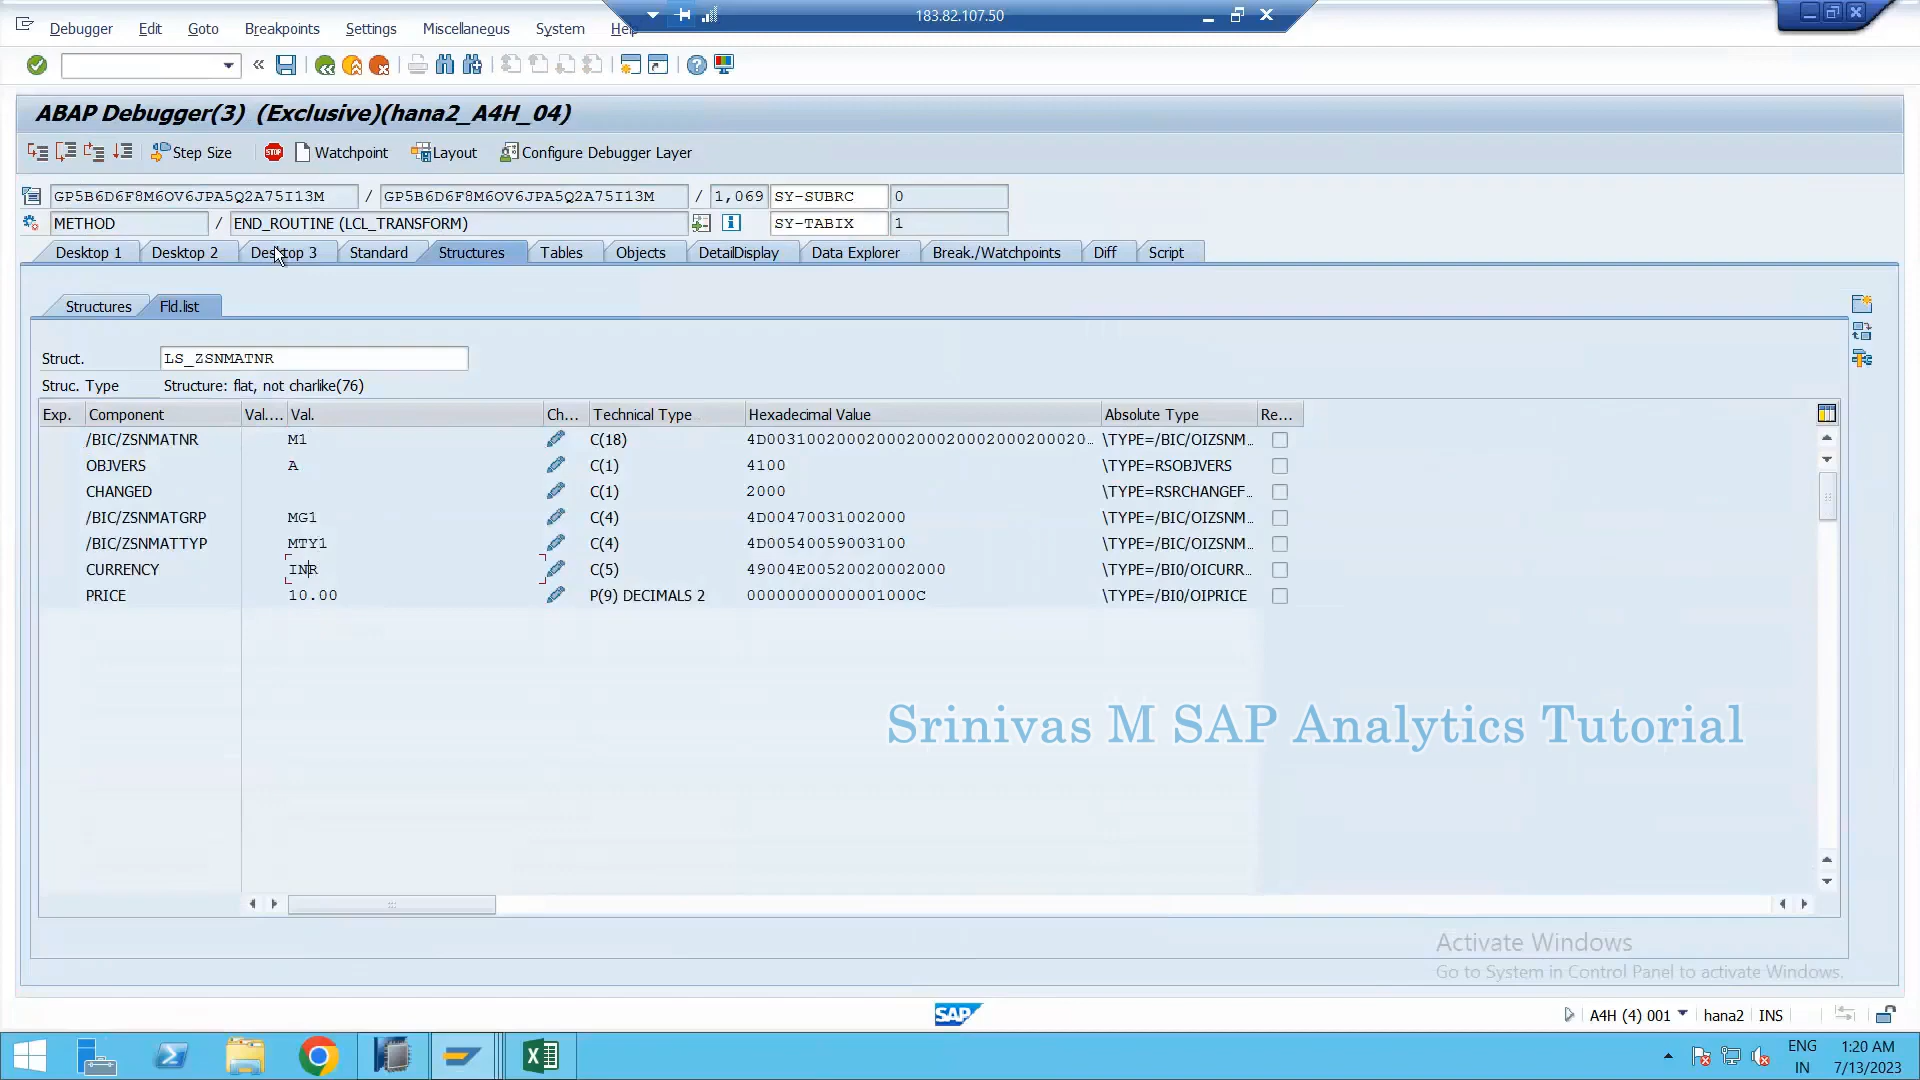 183.82.107.50
Debugger Edit Goto Breakpoints Settings Miscellaneous System Help
ABAP Debugger(3) (Exclusive)(hana2_A4H_04)
Step Size Watchpoint Layout Configure Debugger Layer
GP5B6D6F8M6OV6JPA5Q2A75I13M / GP5B6D6F8M6OV6JPA5Q2A75I13M / 1,069 SY-SUBRC 0
METHOD / END_ROUTINE (LCL_TRANSFORM) SY-TABIX 1
Desktop 1 Desktop 2 Desktop 3 Standard Structures Tables Objects DetailDisplay Data Explorer Break./Watchpoints Diff Script
Structures Fld.list
Struct. LS_ZSNMATNR
Struc. Type Structure: flat, not charlike(76)
Exp. Component Val.... Val. Ch... Technical Type Hexadecimal Value Absolute Type Re...
/BIC/ZSNMATNR M1 C(18) 4D0031002000200020002000200020002​0... \TYPE=/BIC/OIZSNM...
OBJVERS A C(1) 4100 \TYPE=RSOBJVERS
CHANGED C(1) 2000 \TYPE=RSRCHANGEF...
/BIC/ZSNMATGRP MG1 C(4) 4D00470031002000 \TYPE=/BIC/OIZSNM...
/BIC/ZSNMATTYP MTY1 C(4) 4D00540059003100 \TYPE=/BIC/OIZSNM...
CURRENCY INR C(5) 49004E00520020002000 \TYPE=/BI0/OICURR...
PRICE 10.00 P(9) DECIMALS 2 00000000000001000C \TYPE=/BI0/OIPRICE
Srinivas M SAP Analytics Tutorial
Activate Windows
Go to System in Control Panel to activate Windows.
SAP
A4H (4) 001 hana2 INS
ENG 1:20 AM
IN 7/13/2023